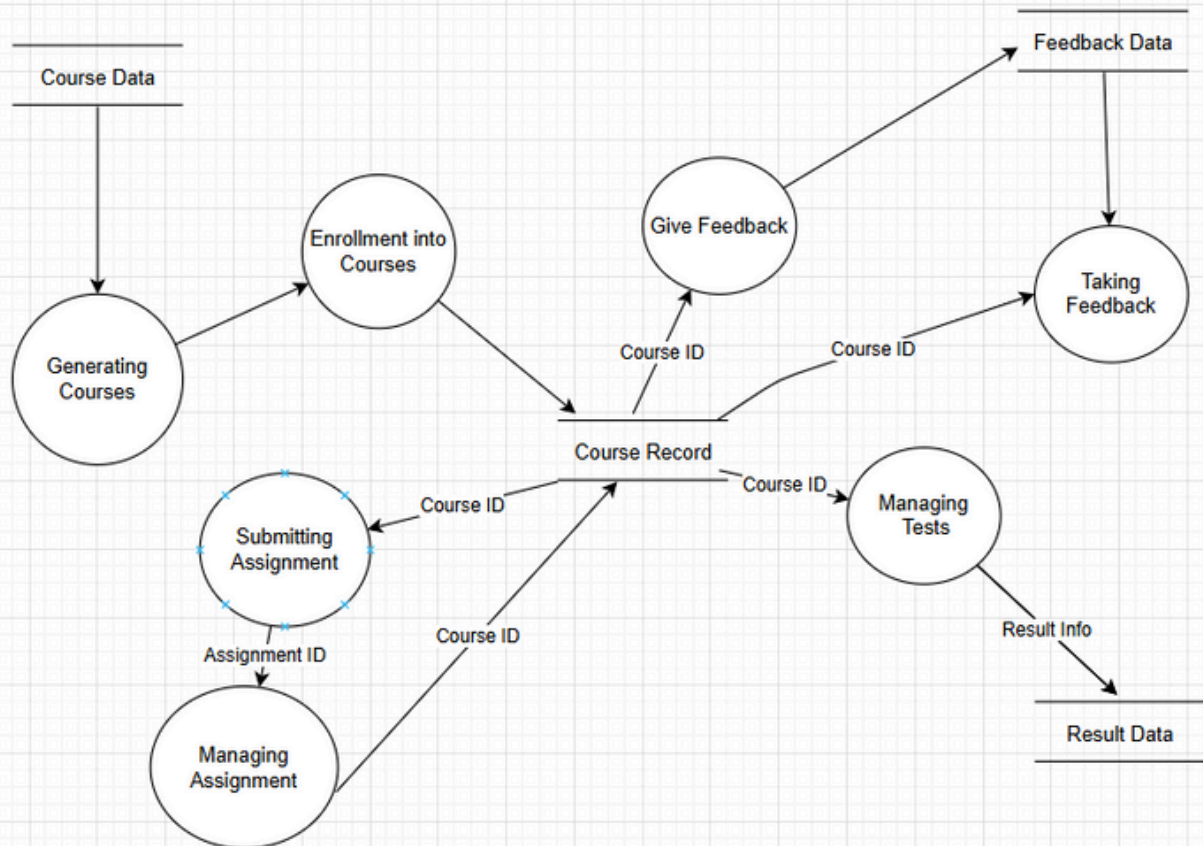 Feedback Data
Course Data
Enrollment into
Courses
Give Feedback
Taking
Feedback
Generating
Courses
Course ID
Course ID
Course Record
Course ID
Course ID
Managing
Tests
Submitting
Assignment
Course ID
Result Info
Assignment ID
Managing
Assignment
Result Data